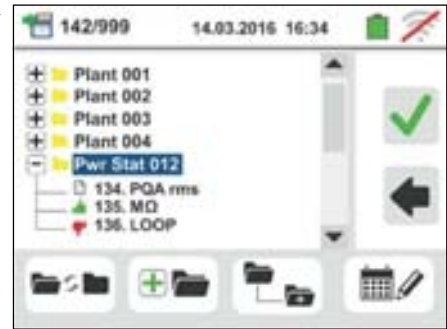 142/999 14.03.2016 16:34
Plant 001
Plant 002
Plant 003
Plant 004
Pwr Stat 012
134. PQA rms
135. MΩ
136. LOOP